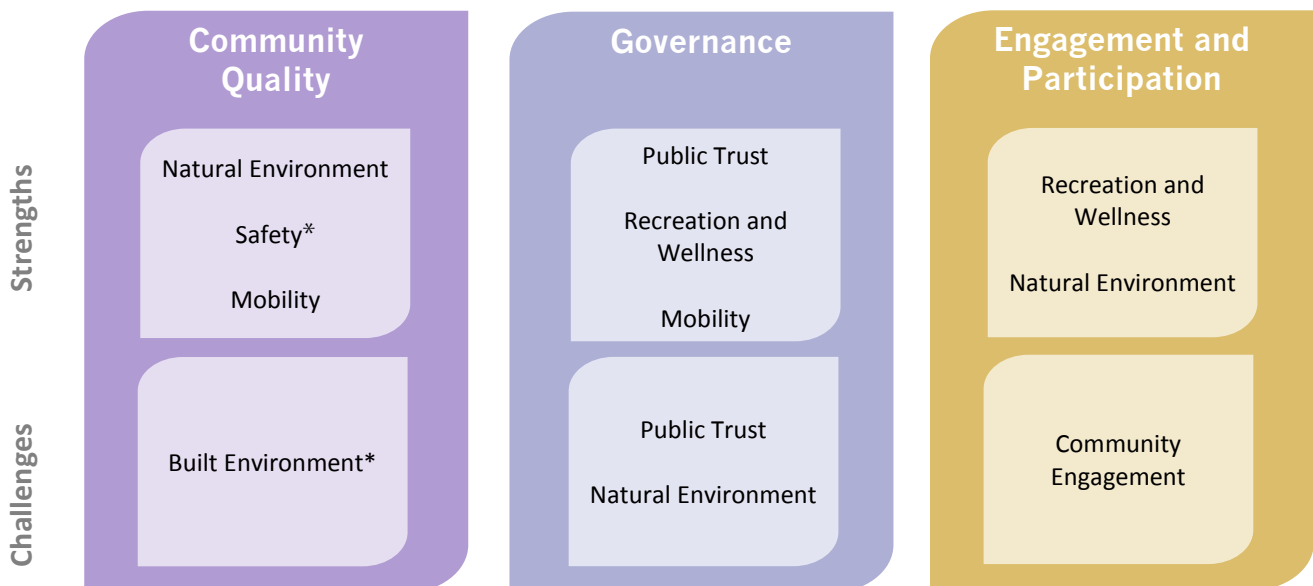 Community
Quality
Governance
Engagement and
Participation
Strengths
Natural Environment
Safety*
Mobility
Public Trust
Recreation and
Wellness
Mobility
Recreation and
Wellness
Natural Environment
Challenges
Built Environment*
Public Trust
Natural Environment
Community
Engagement